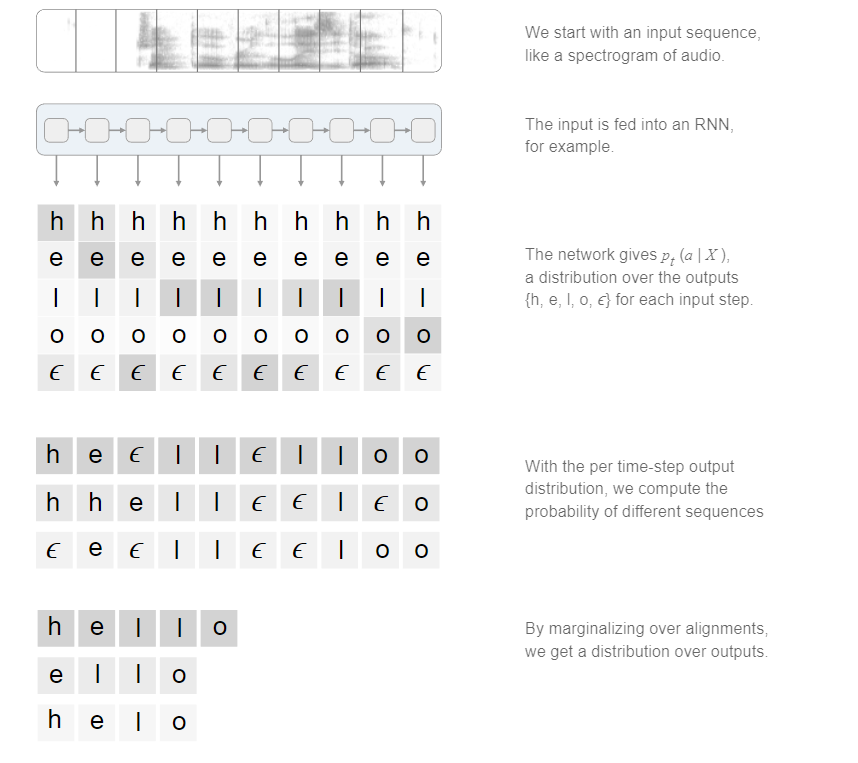 We start with an input sequence,
like a spectrogram of audio.
The input is fed into an RNN,
for example.
h h h h h h h h h h
e e e e e e e e e e
l l l l l l l l l l
o o o o o o o o o o
ϵ ϵ ϵ ϵ ϵ ϵ ϵ ϵ ϵ ϵ
The network gives pₜ (a | X),
a distribution over the outputs
{h, e, l, o, ϵ} for each input step.
h e ϵ l l ϵ l l o o
h h e l l ϵ ϵ l ϵ o
ϵ e ϵ l l ϵ ϵ l o o
With the per time-step output
distribution, we compute the
probability of different sequences
h e l l o
e l l o
h e l o
By marginalizing over alignments,
we get a distribution over outputs.